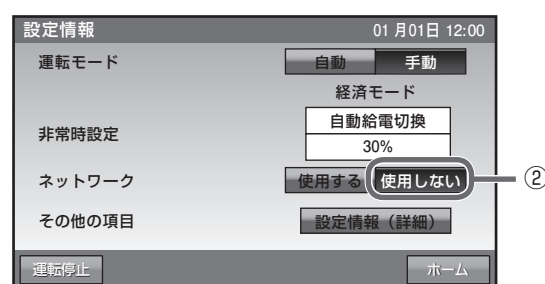 設定情報 01月01日 12:00
運転モード 自動 手動
経済モード
非常時設定 自動給電切換
30%
ネットワーク 使用する 使用しない ②
その他の項目 設定情報（詳細）
運転停止 ホーム